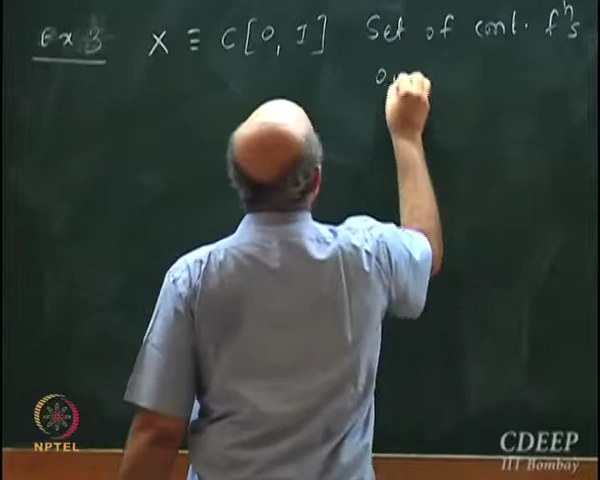 ex 3 X ≡ C[0, 1] Set of cont. fⁿs
o
NPTEL
CDEEP
IIT Bombay